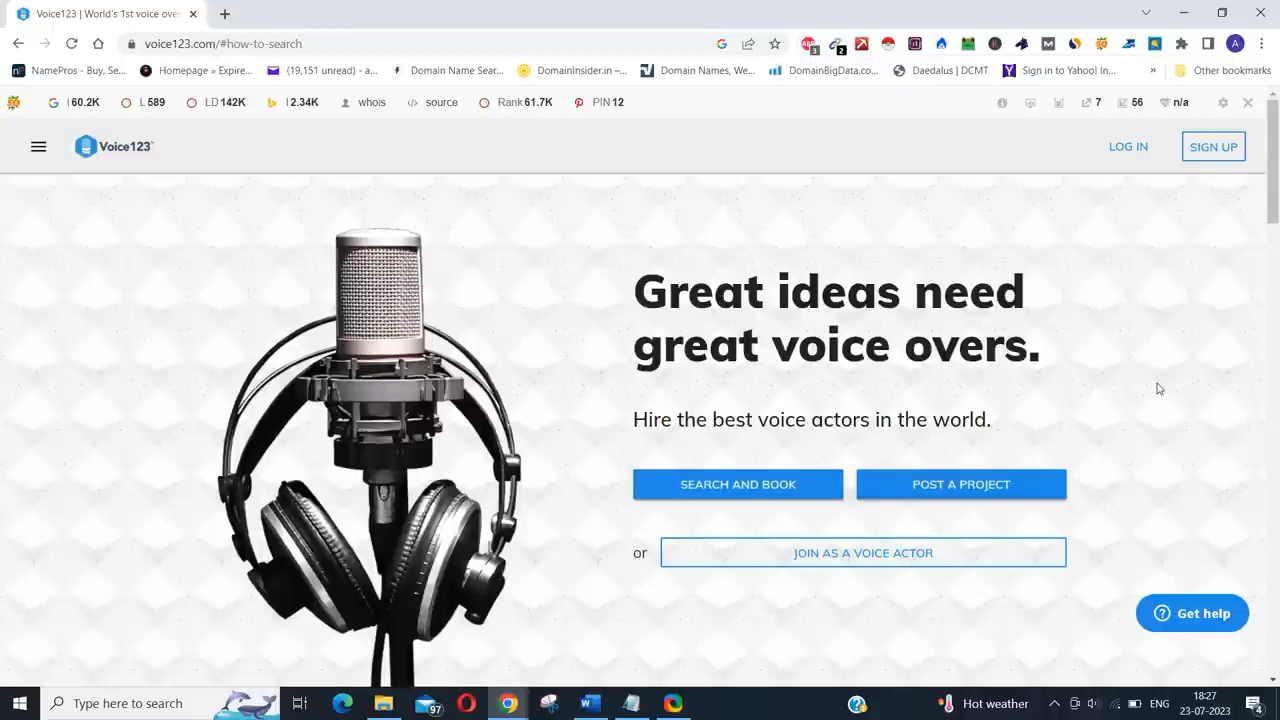 Voice123 | World's 1st voice over
voice123.com/#how-to-search
3
2
A
NamePros - Buy, Se...
Homepage » Expire...
(19,151 unread) - a...
Domain Name Sear...
DomainInsider.in –...
Domain Names, We...
DomainBigData.co...
Daedalus | DCMT
Sign in to Yahoo! In...
»
Other bookmarks
I 60.2K
L 589
LD 142K
I 2.34K
whois
source
Rank 61.7K
PIN 12
7
56
n/a
Voice123
LOG IN
SIGN UP
Great ideas need
great voice overs.
Hire the best voice actors in the world.
SEARCH AND BOOK
POST A PROJECT
or
JOIN AS A VOICE ACTOR
Get help
Type here to search
97
Hot weather
ENG
18:27
23-07-2023
4